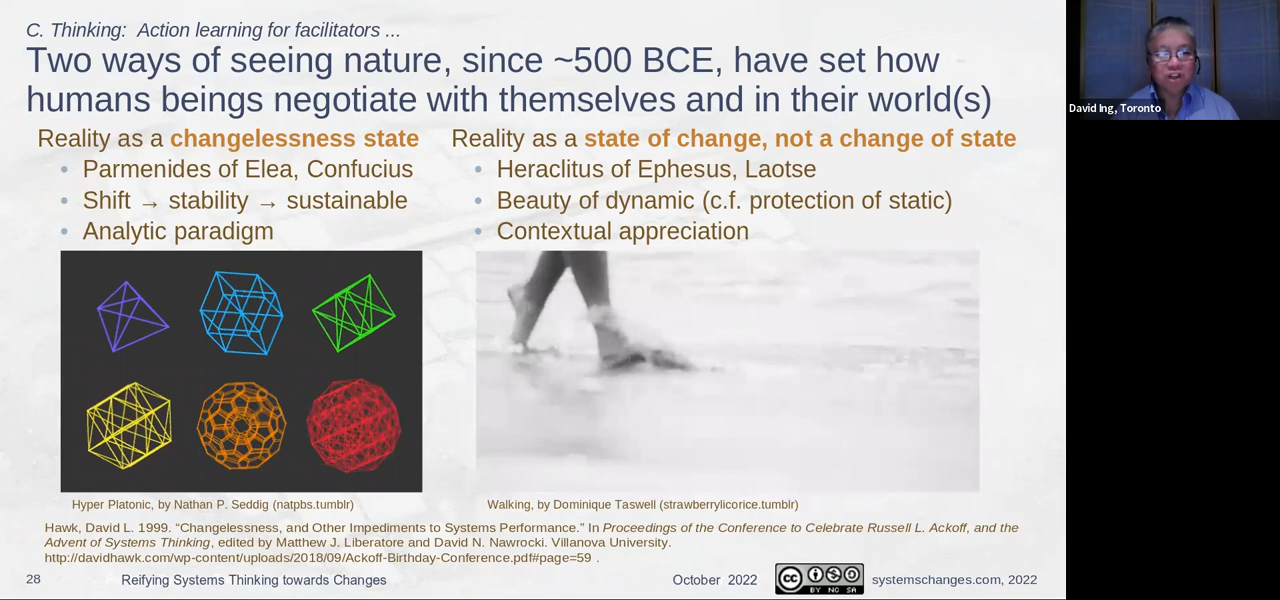 C. Thinking: Action learning for facilitators ...
Two ways of seeing nature, since ~500 BCE, have set how
humans beings negotiate with themselves and in their world(s)
Reality as a changelessness state
• Parmenides of Elea, Confucius
• Shift → stability → sustainable
• Analytic paradigm
Reality as a state of change, not a change of state
• Heraclitus of Ephesus, Laotse
• Beauty of dynamic (c.f. protection of static)
• Contextual appreciation
Hyper Platonic, by Nathan P. Seddig (natpbs.tumblr)
Walking, by Dominique Taswell (strawberrylicorice.tumblr)
Hawk, David L. 1999. “Changelessness, and Other Impediments to Systems Performance.” In Proceedings of the Conference to Celebrate Russell L. Ackoff, and the
Advent of Systems Thinking, edited by Matthew J. Liberatore and David N. Nawrocki. Villanova University.
http://davidhawk.com/wp-content/uploads/2018/09/Ackoff-Birthday-Conference.pdf#page=59 .
28
Reifying Systems Thinking towards Changes
October 2022
cc
BY NC SA
systemschanges.com, 2022
David Ing, Toronto